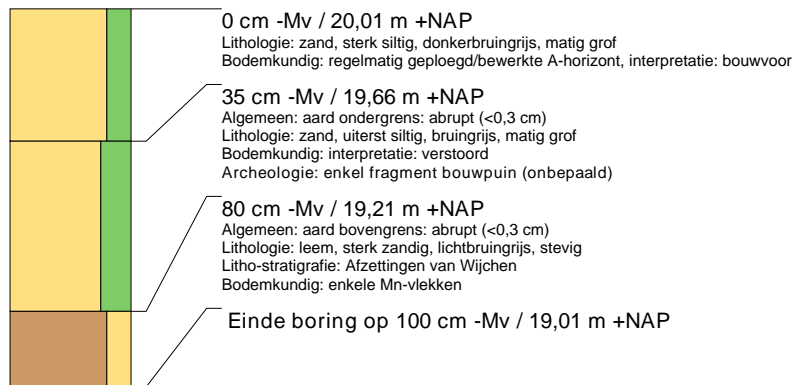 0 cm -Mv / 20,01 m +NAP
Lithologie: zand, sterk siltig, donkerbruingrijs, matig grof
Bodemkundig: regelmatig geploegd/bewerkte A-horizont, interpretatie: bouwvoor
35 cm -Mv / 19,66 m +NAP
Algemeen: aard ondergrens: abrupt (<0,3 cm)
Lithologie: zand, uiterst siltig, bruingrijs, matig grof
Bodemkundig: interpretatie: verstoord
Archeologie: enkel fragment bouwpuin (onbepaald)
80 cm -Mv / 19,21 m +NAP
Algemeen: aard bovengrens: abrupt (<0,3 cm)
Lithologie: leem, sterk zandig, lichtbruingrijs, stevig
Litho-stratigrafie: Afzettingen van Wijchen
Bodemkundig: enkele Mn-vlekken
Einde boring op 100 cm -Mv / 19,01 m +NAP